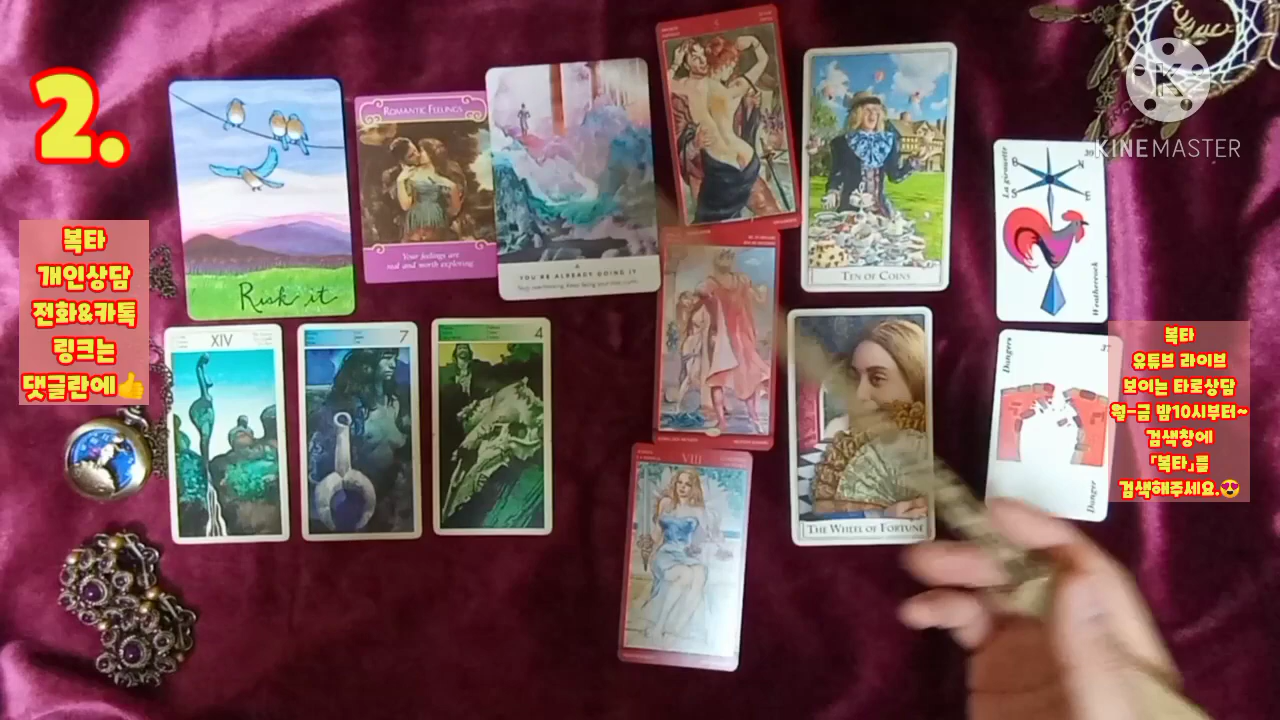 2.
복타
개인상담
전화&카톡
링크는
댓글란에👍
Risk it
ROMANTIC FEELINGS
Your feelings are
real and worth exploring
YOU'RE ALREADY DOING IT
TEN OF COINS
THE WHEEL OF FORTUNE
XIV
7
4
VIII
La girouette
30
B
N
S
E
Weathercock
Dangers
37
Danger
KINEMASTER
복타
유튜브 라이브
보이는 타로상담
월-금 밤10시부터~
검색창에
「복타」를
검색해주세요.😍